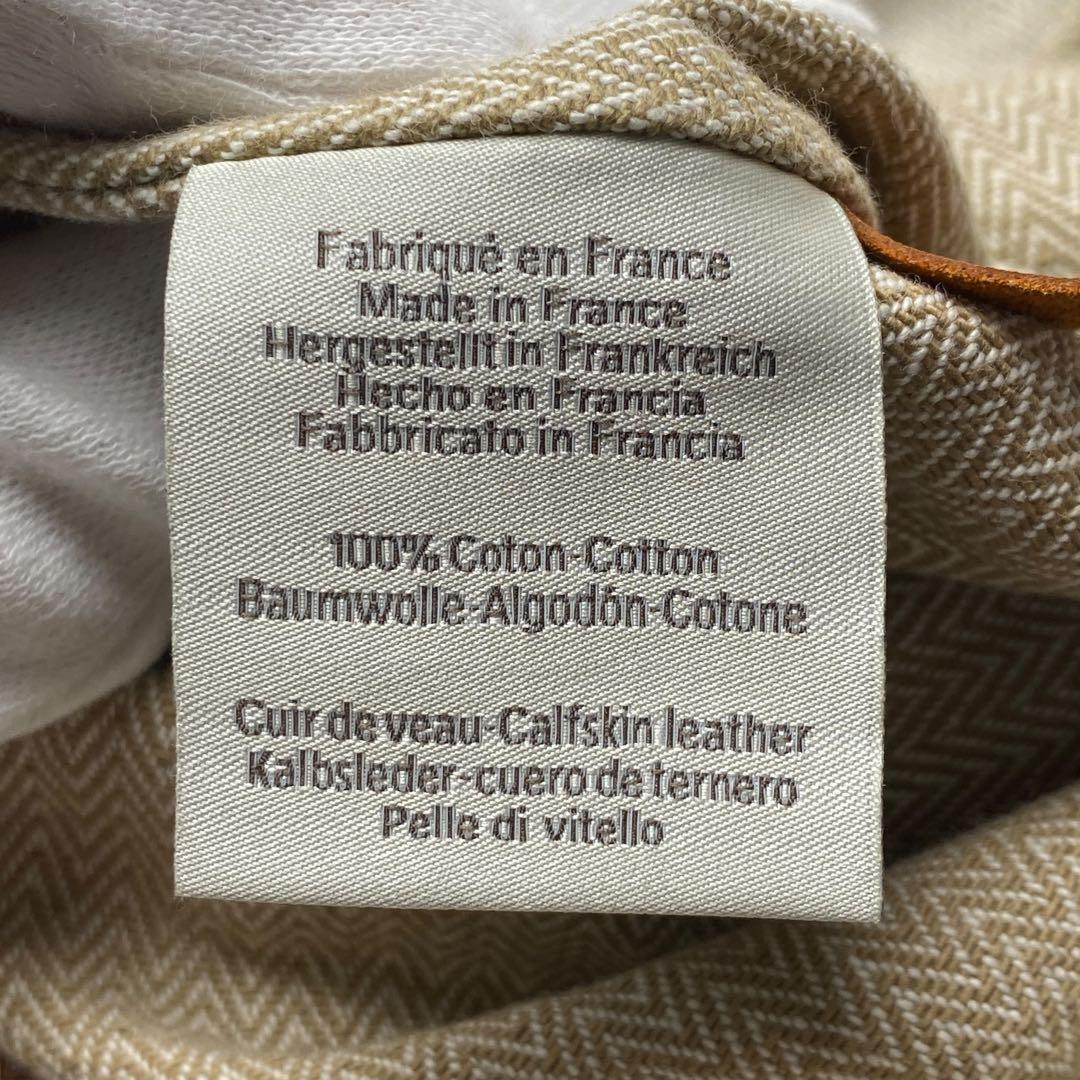 Fabriqué en France
Made in France
Hergestellt in Frankreich
Hecho en Francia
Fabbricato in Francia
100% Coton-Cotton
Baumwolle-Algodón-Cotone
Cuir de veau-Calfskin leather
Kalbsleder-cuero de ternero
Pelle di vitello